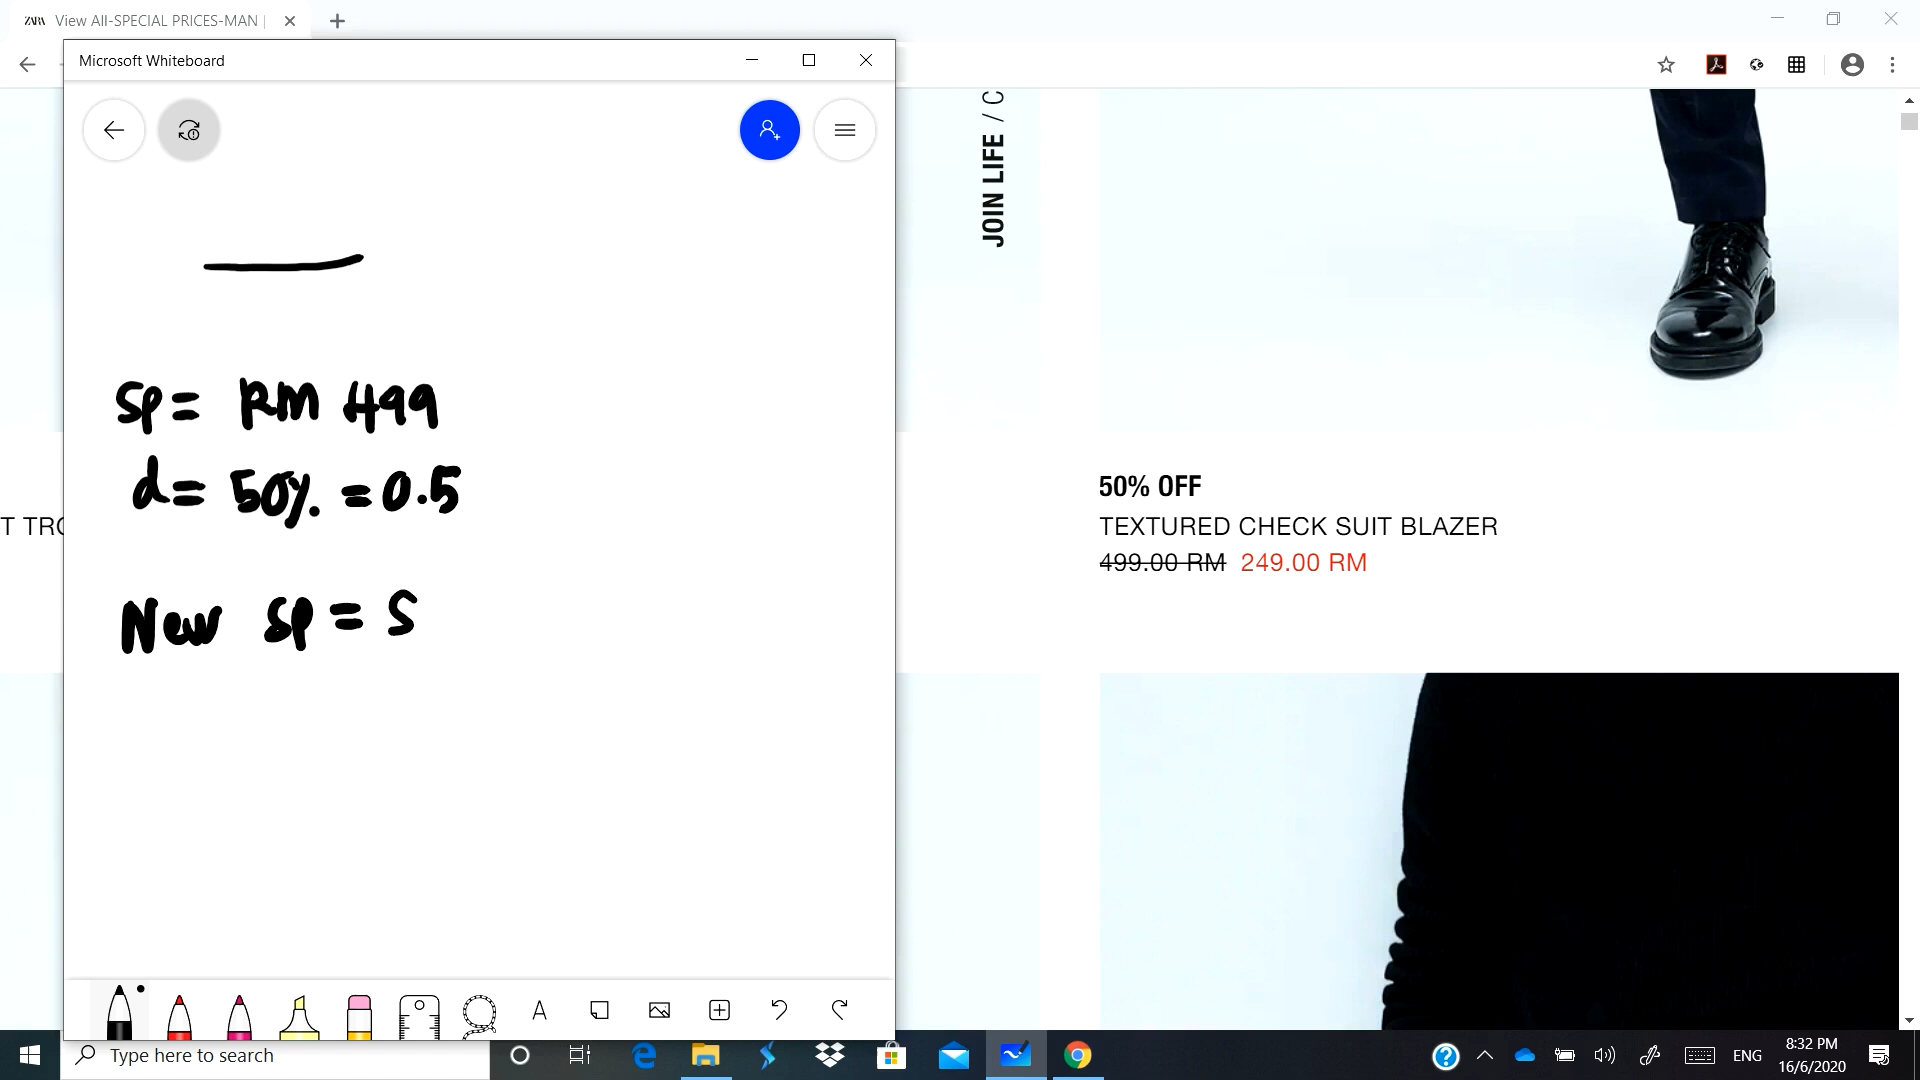 ZARA View All-SPECIAL PRICES-MAN |
Microsoft Whiteboard
JOIN LIFE / C
SP = RM 499
d = 50% = 0.5
New SP = S
T TRO
50% OFF
TEXTURED CHECK SUIT BLAZER
499.00 RM 249.00 RM
A
Type here to search
ENG
8:32 PM
16/6/2020